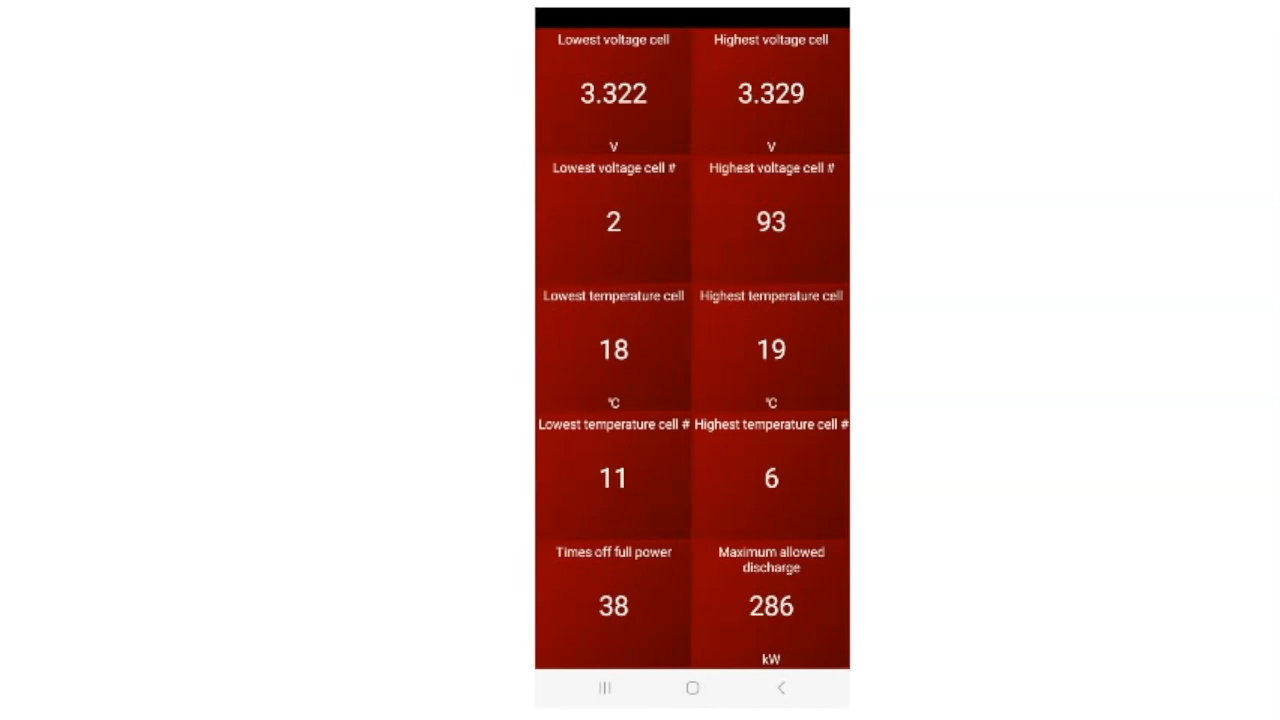 Lowest voltage cell
Highest voltage cell
3.322
3.329
V
V
Lowest voltage cell #
Highest voltage cell #
2
93
Lowest temperature cell
Highest temperature cell
18
19
℃
℃
Lowest temperature cell #
Highest temperature cell #
11
6
Times off full power
Maximum allowed
discharge
38
286
kW